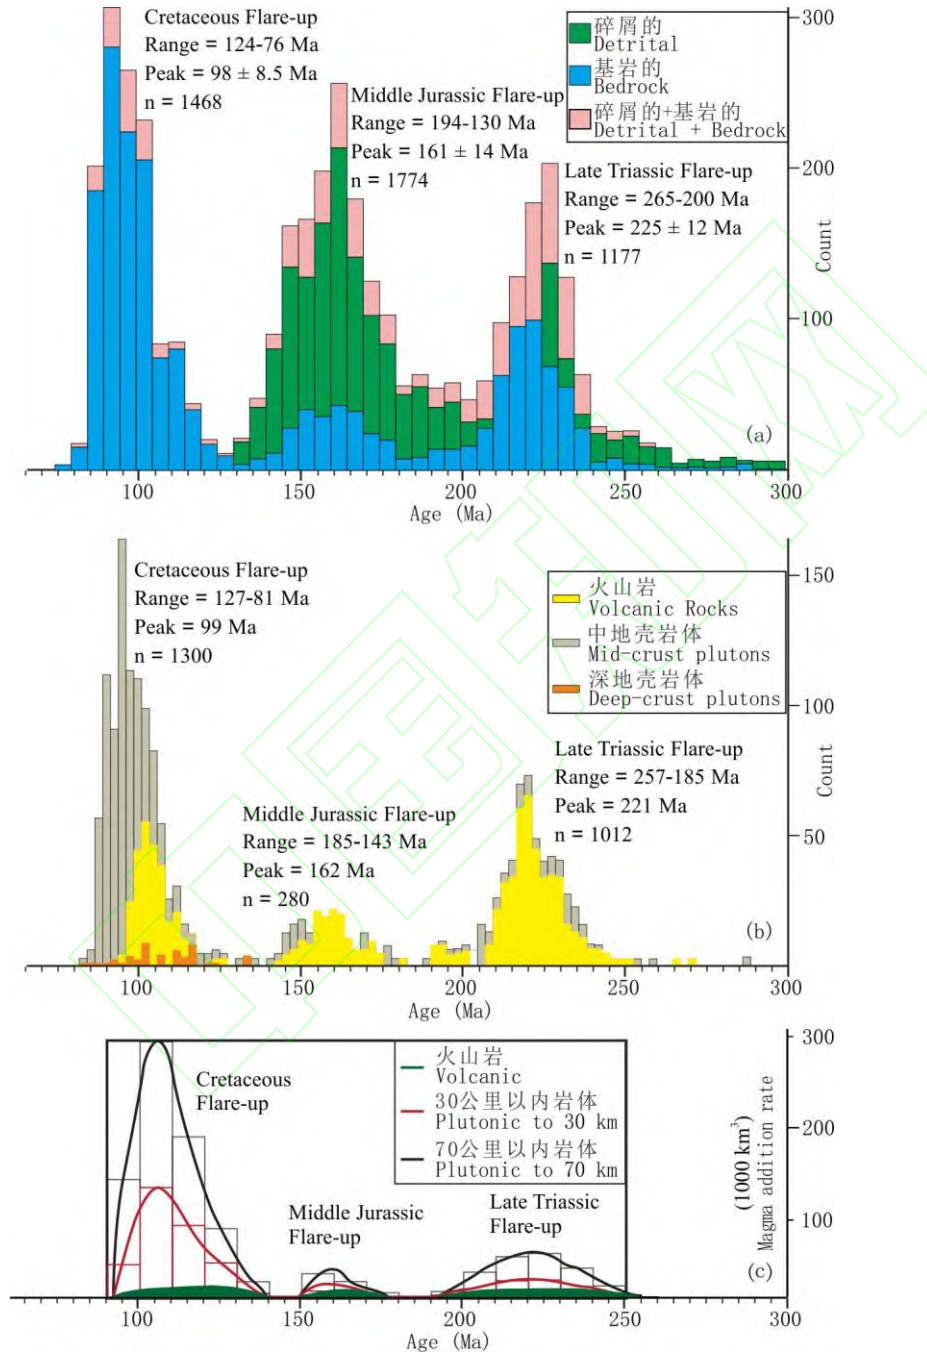 Cretaceous Flare-up
Range = 124-76 Ma
Peak = 98 ± 8.5 Ma
n = 1468
Middle Jurassic Flare-up
Range = 194-130 Ma
Peak = 161 ± 14 Ma
n = 1774
Late Triassic Flare-up
Range = 265-200 Ma
Peak = 225 ± 12 Ma
n = 1177
碎屑的
Detrital
基岩的
Bedrock
碎屑的+基岩的
Detrital + Bedrock
300
200
100
Count
(a)
100
150
200
250
300
Age (Ma)
Cretaceous Flare-up
Range = 127-81 Ma
Peak = 99 Ma
n = 1300
Middle Jurassic Flare-up
Range = 185-143 Ma
Peak = 162 Ma
n = 280
Late Triassic Flare-up
Range = 257-185 Ma
Peak = 221 Ma
n = 1012
火山岩
Volcanic Rocks
中地壳岩体
Mid-crust plutons
深地壳岩体
Deep-crust plutons
150
100
50
Count
(b)
100
150
200
250
300
Age (Ma)
Cretaceous
Flare-up
Middle Jurassic
Flare-up
Late Triassic
Flare-up
火山岩
Volcanic
30公里以内岩体
Plutonic to 30 km
70公里以内岩体
Plutonic to 70 km
300
200
100
(1000 km³)
Magma addition rate
(c)
100
150
200
250
300
Age (Ma)
中国知网